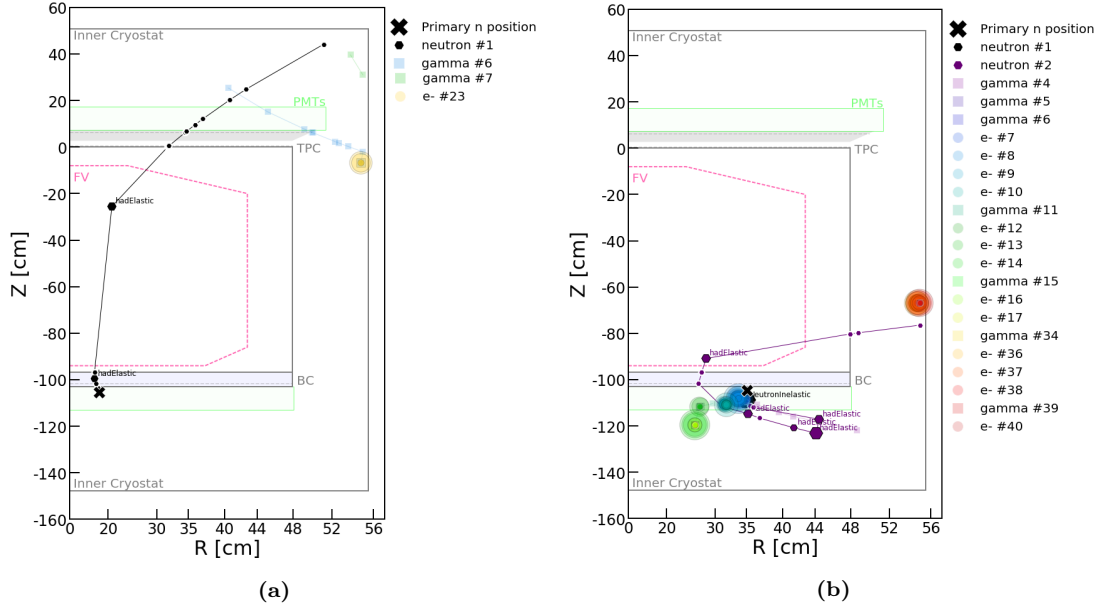 60
40
20
0
-20
-40
-60
-80
-100
-120
-140
-160
Z [cm]
0
20
30
40
44
48
56
R [cm]
Inner Cryostat
PMTs
TPC
FV
hadElastic
hadElastic
BC
Inner Cryostat
Primary n position
neutron #1
gamma #6
gamma #7
e- #23
(a)
60
40
20
0
-20
-40
-60
-80
-100
-120
-140
-160
Z [cm]
0
20
30
35
40
44
48
56
R [cm]
Inner Cryostat
PMTs
TPC
FV
hadElastic
BC
neutronInelastic
hadElastic
hadElastic
hadElastic
hadElastic
Inner Cryostat
Primary n position
neutron #1
neutron #2
gamma #4
gamma #5
gamma #6
e- #7
e- #8
e- #9
e- #10
gamma #11
e- #12
e- #13
e- #14
gamma #15
e- #16
e- #17
gamma #34
e- #36
e- #37
e- #38
gamma #39
e- #40
(b)